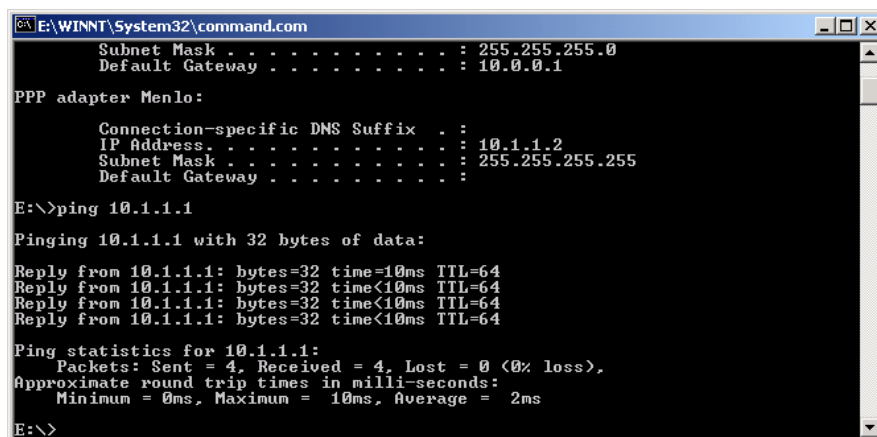 E:\WINNT\System32\command.com
Subnet Mask . . . . . . . . . . . : 255.255.255.0
Default Gateway . . . . . . . . . : 10.0.0.1
PPP adapter Menlo:
Connection-specific DNS Suffix  . :
IP Address. . . . . . . . . . . . : 10.1.1.2
Subnet Mask . . . . . . . . . . . : 255.255.255.255
Default Gateway . . . . . . . . . :
E:\>ping 10.1.1.1
Pinging 10.1.1.1 with 32 bytes of data:
Reply from 10.1.1.1: bytes=32 time=10ms TTL=64
Reply from 10.1.1.1: bytes=32 time<10ms TTL=64
Reply from 10.1.1.1: bytes=32 time<10ms TTL=64
Reply from 10.1.1.1: bytes=32 time<10ms TTL=64
Ping statistics for 10.1.1.1:
Packets: Sent = 4, Received = 4, Lost = 0 (0% loss),
Approximate round trip times in milli-seconds:
Minimum = 0ms, Maximum =  10ms, Average =  2ms
E:\>